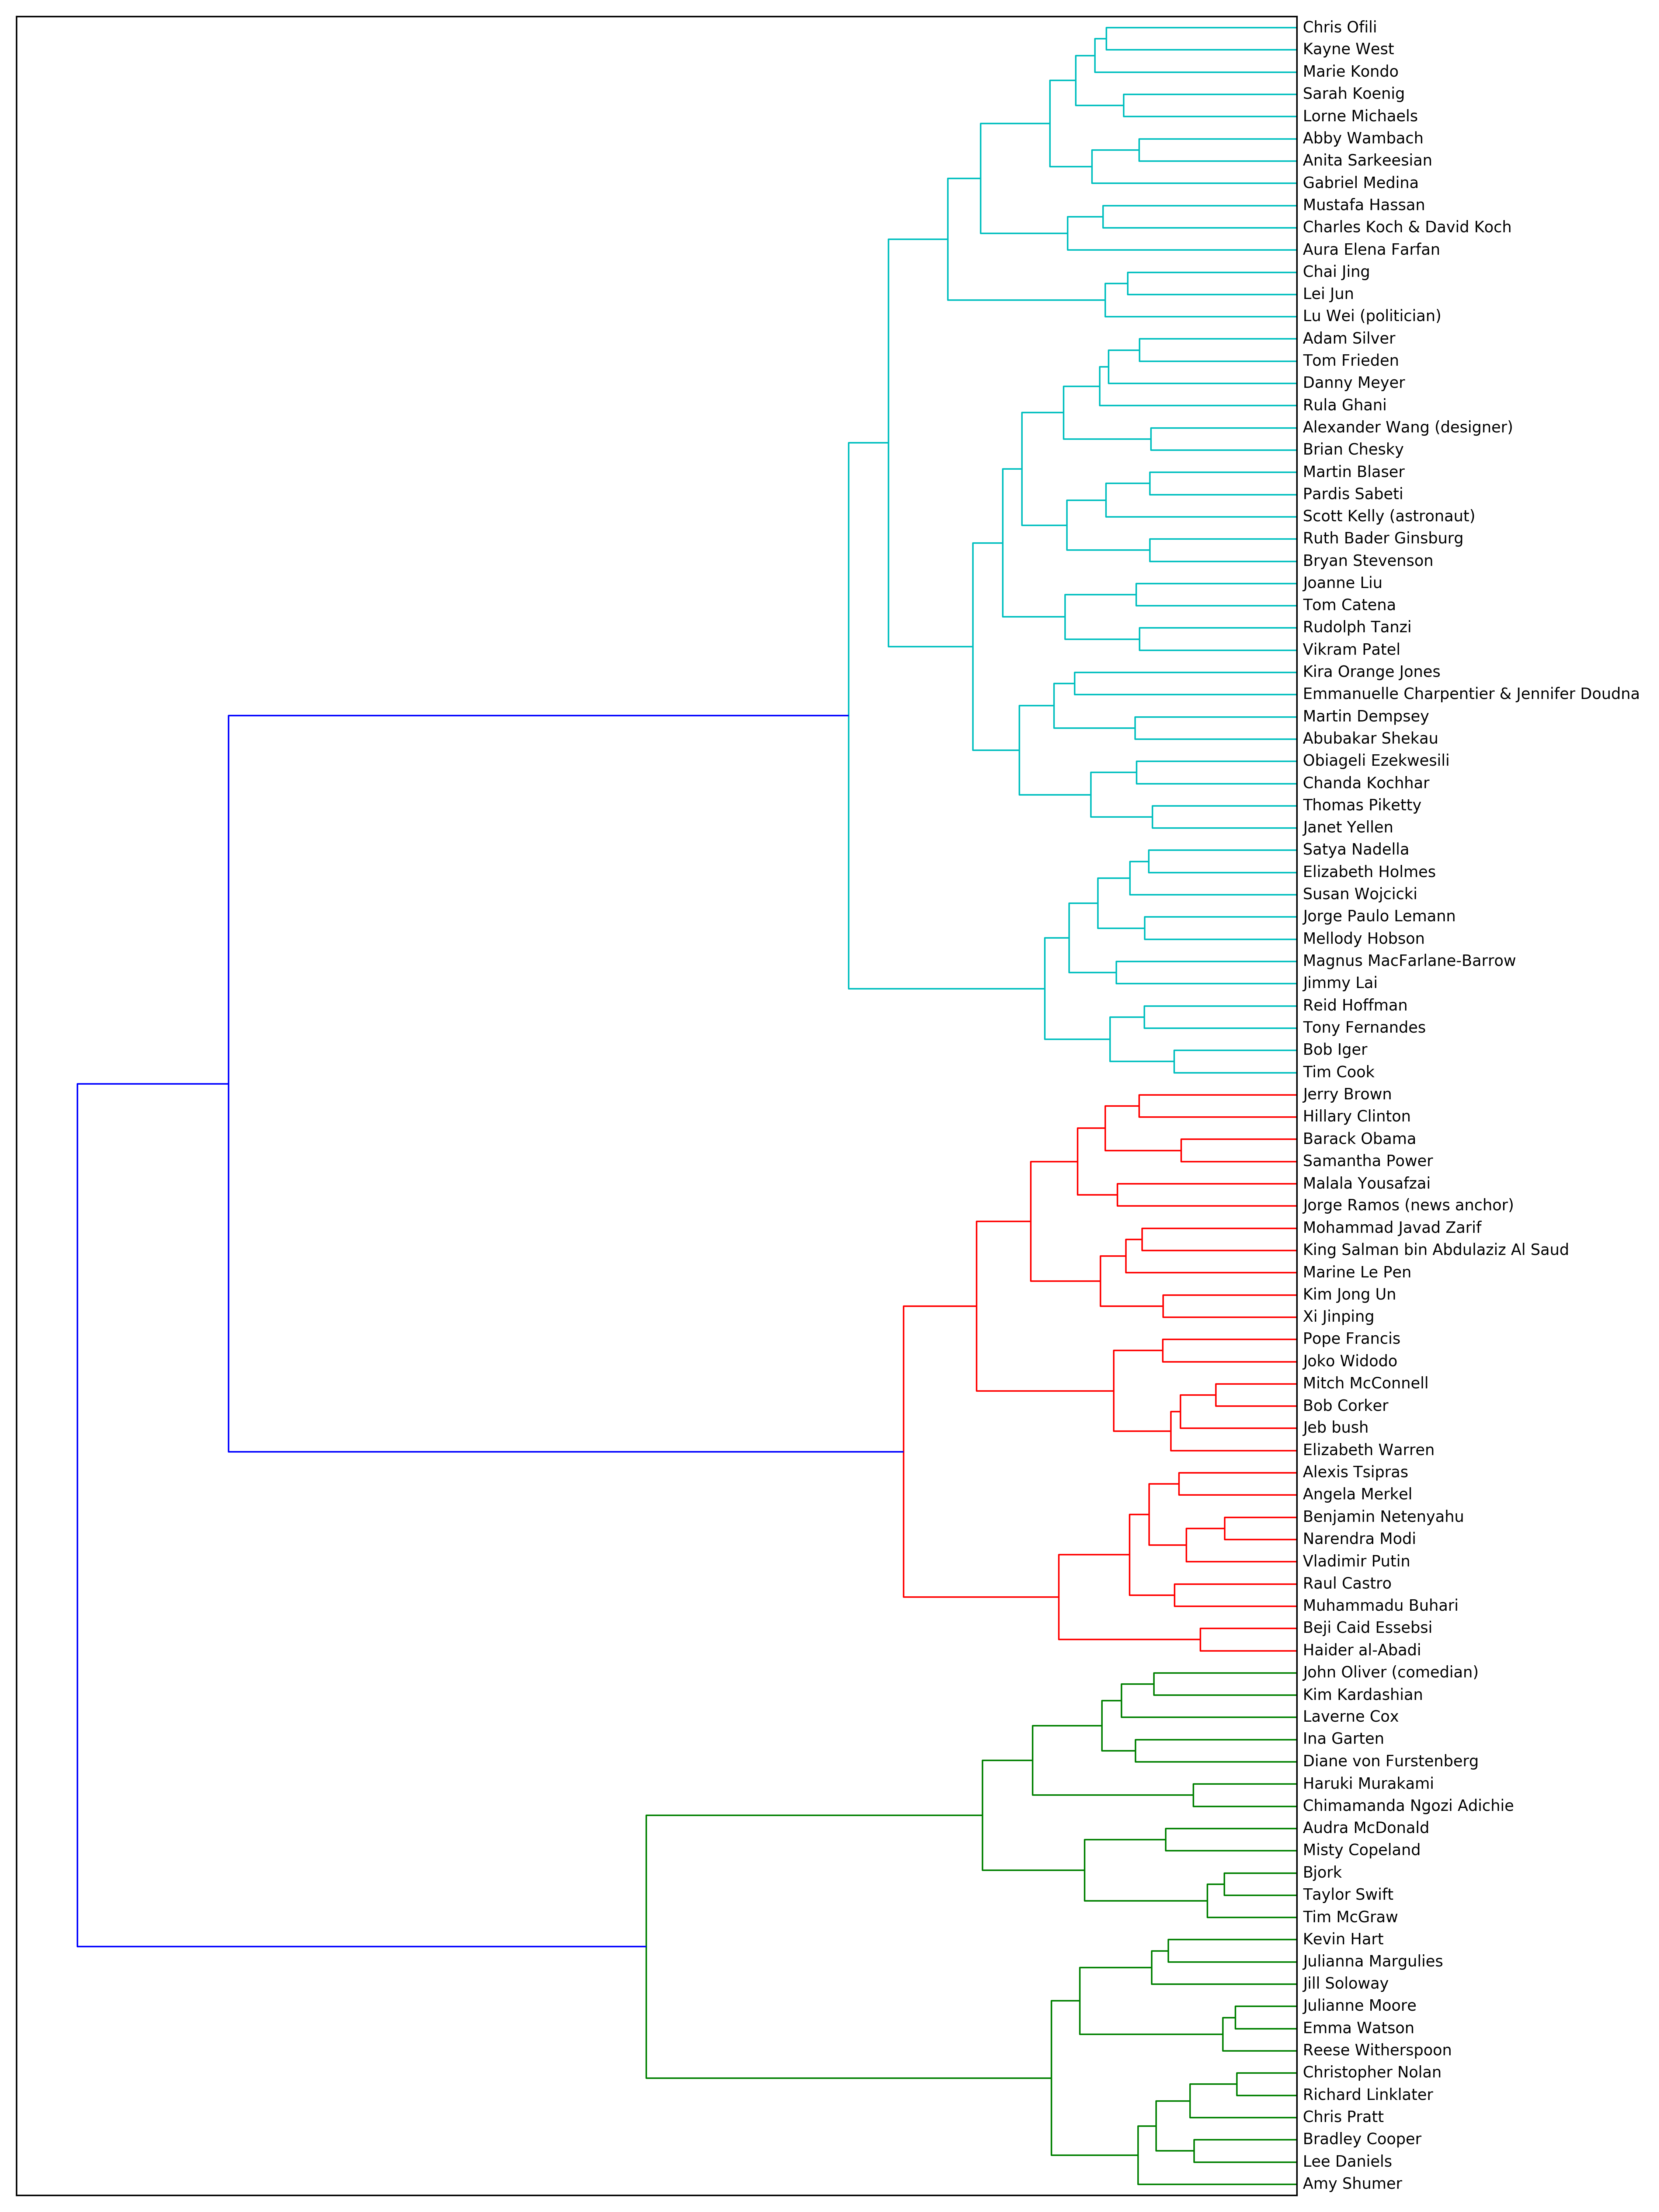 Chris Ofili
Kayne West
Marie Kondo
Sarah Koenig
Lorne Michaels
Abby Wambach
Anita Sarkeesian
Gabriel Medina
Mustafa Hassan
Charles Koch & David Koch
Aura Elena Farfan
Chai Jing
Lei Jun
Lu Wei (politician)
Adam Silver
Tom Frieden
Danny Meyer
Rula Ghani
Alexander Wang (designer)
Brian Chesky
Martin Blaser
Pardis Sabeti
Scott Kelly (astronaut)
Ruth Bader Ginsburg
Bryan Stevenson
Joanne Liu
Tom Catena
Rudolph Tanzi
Vikram Patel
Kira Orange Jones
Emmanuelle Charpentier & Jennifer Doudna
Martin Dempsey
Abubakar Shekau
Obiageli Ezekwesili
Chanda Kochhar
Thomas Piketty
Janet Yellen
Satya Nadella
Elizabeth Holmes
Susan Wojcicki
Jorge Paulo Lemann
Mellody Hobson
Magnus MacFarlane-Barrow
Jimmy Lai
Reid Hoffman
Tony Fernandes
Bob Iger
Tim Cook
Jerry Brown
Hillary Clinton
Barack Obama
Samantha Power
Malala Yousafzai
Jorge Ramos (news anchor)
Mohammad Javad Zarif
King Salman bin Abdulaziz Al Saud
Marine Le Pen
Kim Jong Un
Xi Jinping
Pope Francis
Joko Widodo
Mitch McConnell
Bob Corker
Jeb bush
Elizabeth Warren
Alexis Tsipras
Angela Merkel
Benjamin Netenyahu
Narendra Modi
Vladimir Putin
Raul Castro
Muhammadu Buhari
Beji Caid Essebsi
Haider al-Abadi
John Oliver (comedian)
Kim Kardashian
Laverne Cox
Ina Garten
Diane von Furstenberg
Haruki Murakami
Chimamanda Ngozi Adichie
Audra McDonald
Misty Copeland
Bjork
Taylor Swift
Tim McGraw
Kevin Hart
Julianna Margulies
Jill Soloway
Julianne Moore
Emma Watson
Reese Witherspoon
Christopher Nolan
Richard Linklater
Chris Pratt
Bradley Cooper
Lee Daniels
Amy Shumer